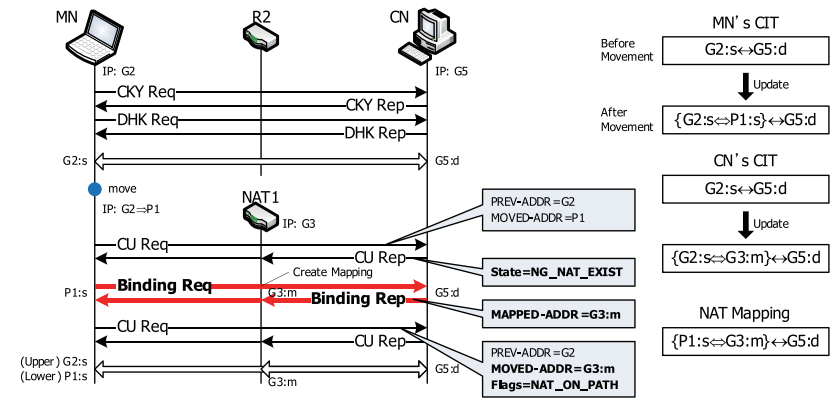 MN
R2
CN
IP: G2
IP: G5
CKY Req
CKY Rep
DHK Req
DHK Rep
G2:s
G5:d
move
IP: G2⇒P1
NAT1
IP: G3
CU Req
PREV-ADDR=G2
MOVED-ADDR=P1
CU Rep
State=NG_NAT_EXIST
Create Mapping
Binding Req
P1:s
G3:m
G5:d
Binding Rep
MAPPED-ADDR=G3:m
CU Req
CU Rep
PREV-ADDR=G2
MOVED-ADDR=G3:m
Flags=NAT_ON_PATH
(Upper) G2:s
(Lower) P1:s
G3:m
G5:d
MN's CIT
Before
Movement
G2:s↔G5:d
Update
After
Movement
{G2:s⇔P1:s}↔G5:d
CN's CIT
G2:s↔G5:d
Update
{G2:s⇔G3:m}↔G5:d
NAT Mapping
{P1:s⇔G3:m}↔G5:d